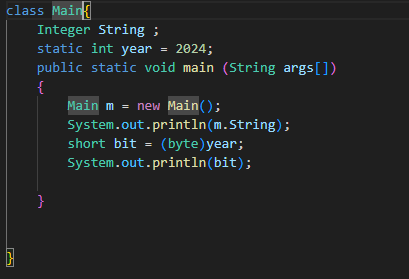 class Main{
Integer String ;
static int year = 2024;
public static void main (String args[])
{
Main m = new Main();
System.out.println(m.String);
short bit = (byte)year;
System.out.println(bit);
}
}